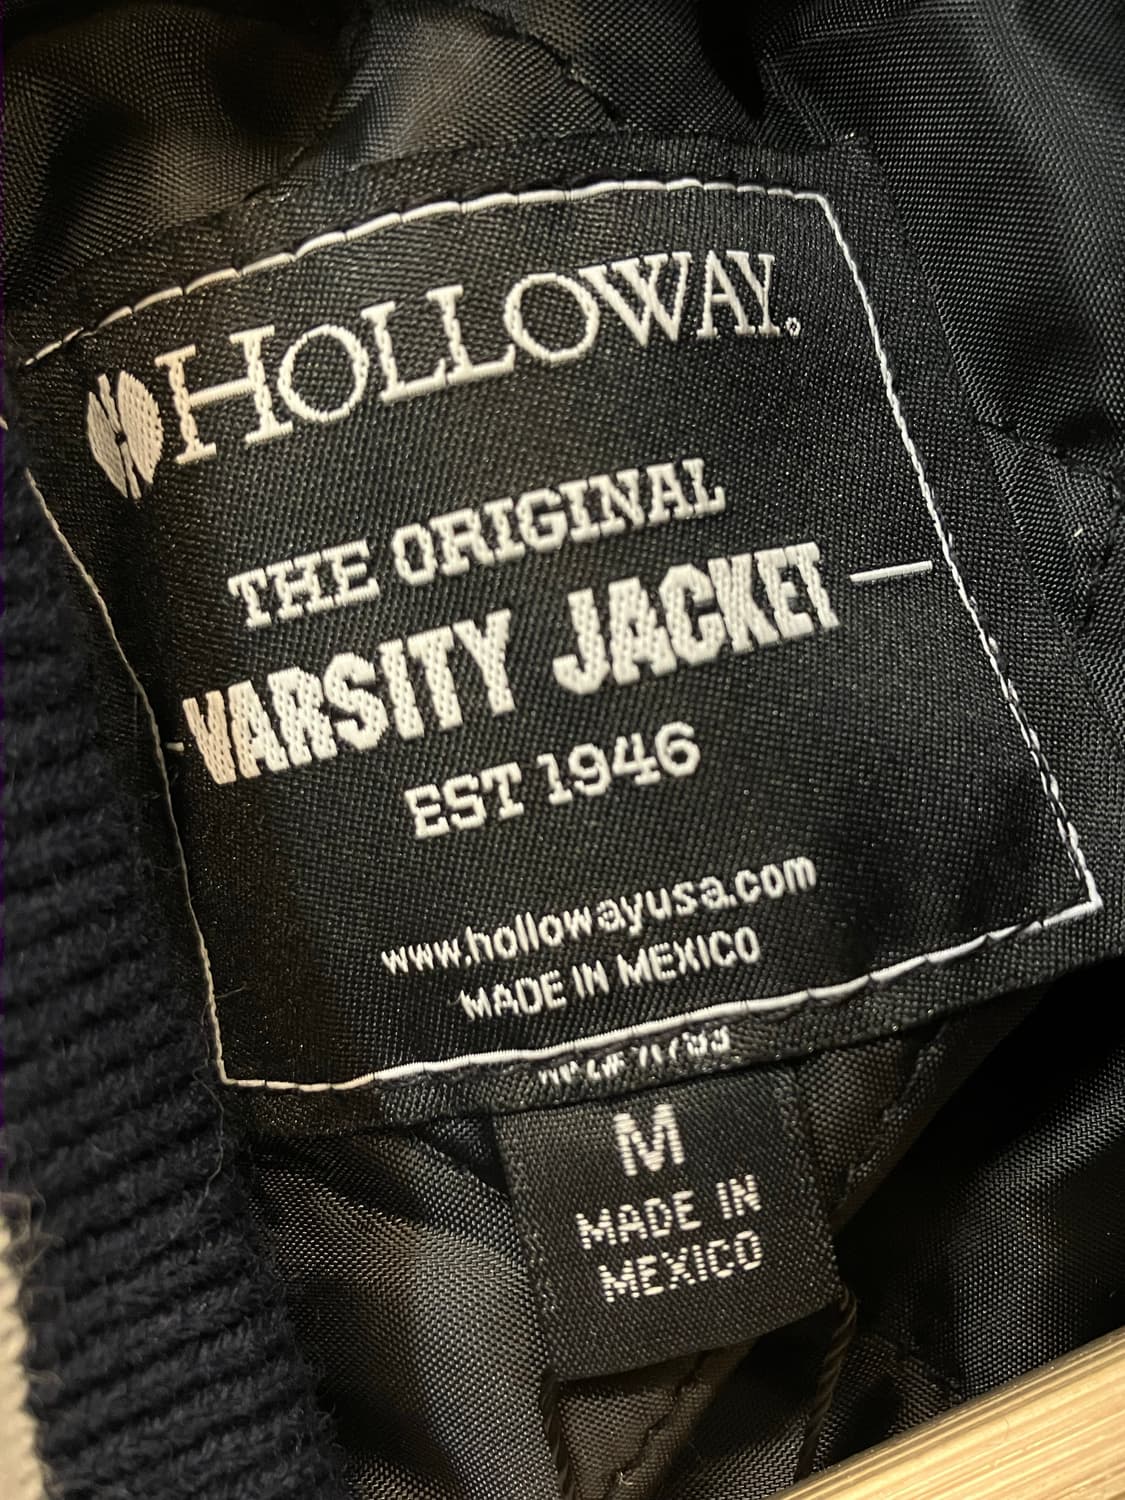 HOLLOWAY
THE ORIGINAL
VARSITY JACKET
EST 1946
www.hollowayusa.com
MADE IN MEXICO
M
MADE IN
MEXICO